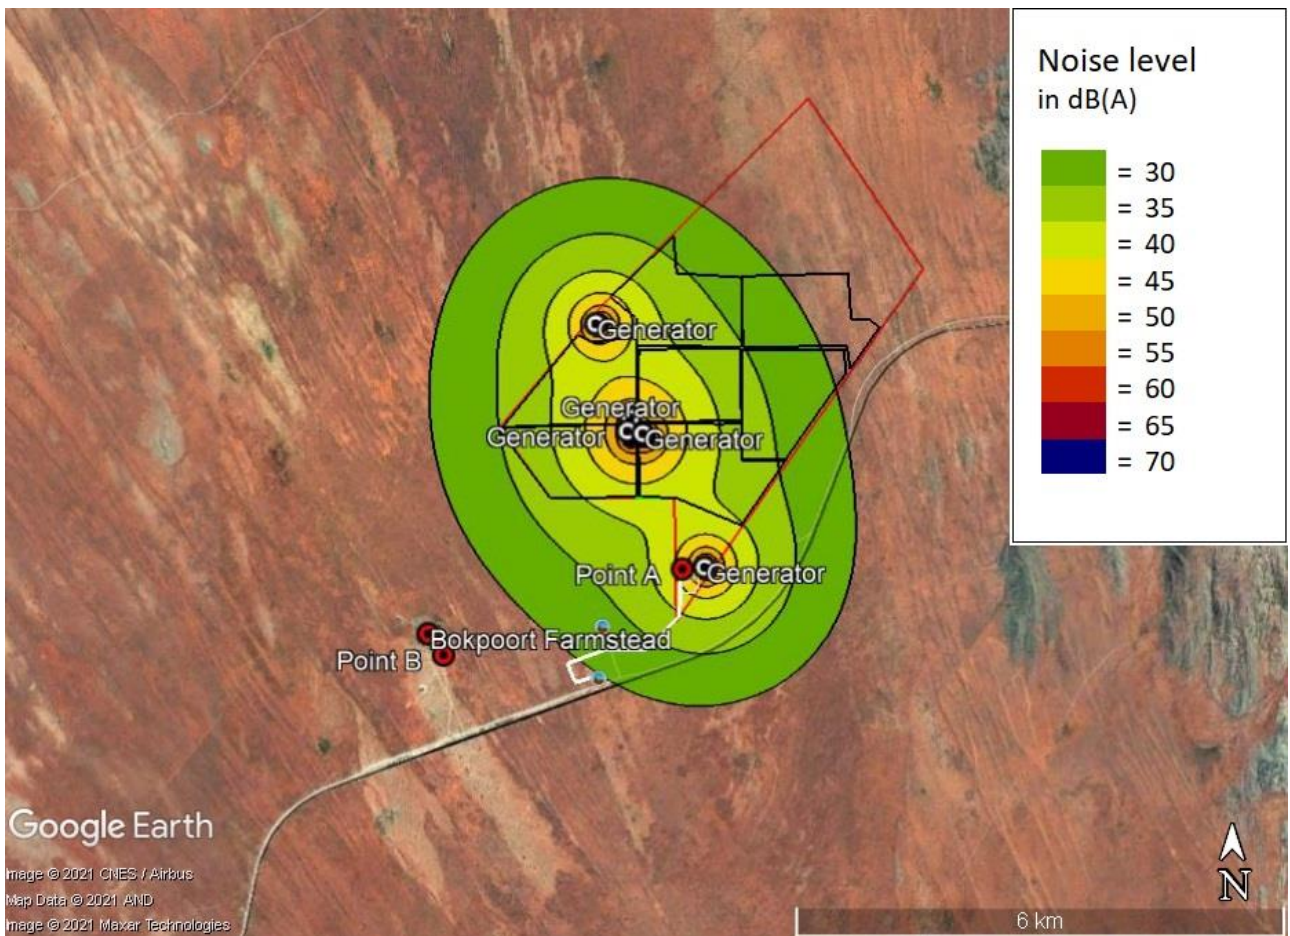 Noise level
in dB(A)
= 30
= 35
= 40
= 45
= 50
= 55
= 60
= 65
= 70
Generator
Generator
Generator
Generator
Point A
Generator
Bokpoort Farmstead
Point B
Google Earth
Image © 2021 CNES / Airbus
Map Data © 2021 AND
Image © 2021 Maxar Technologies
N
6 km